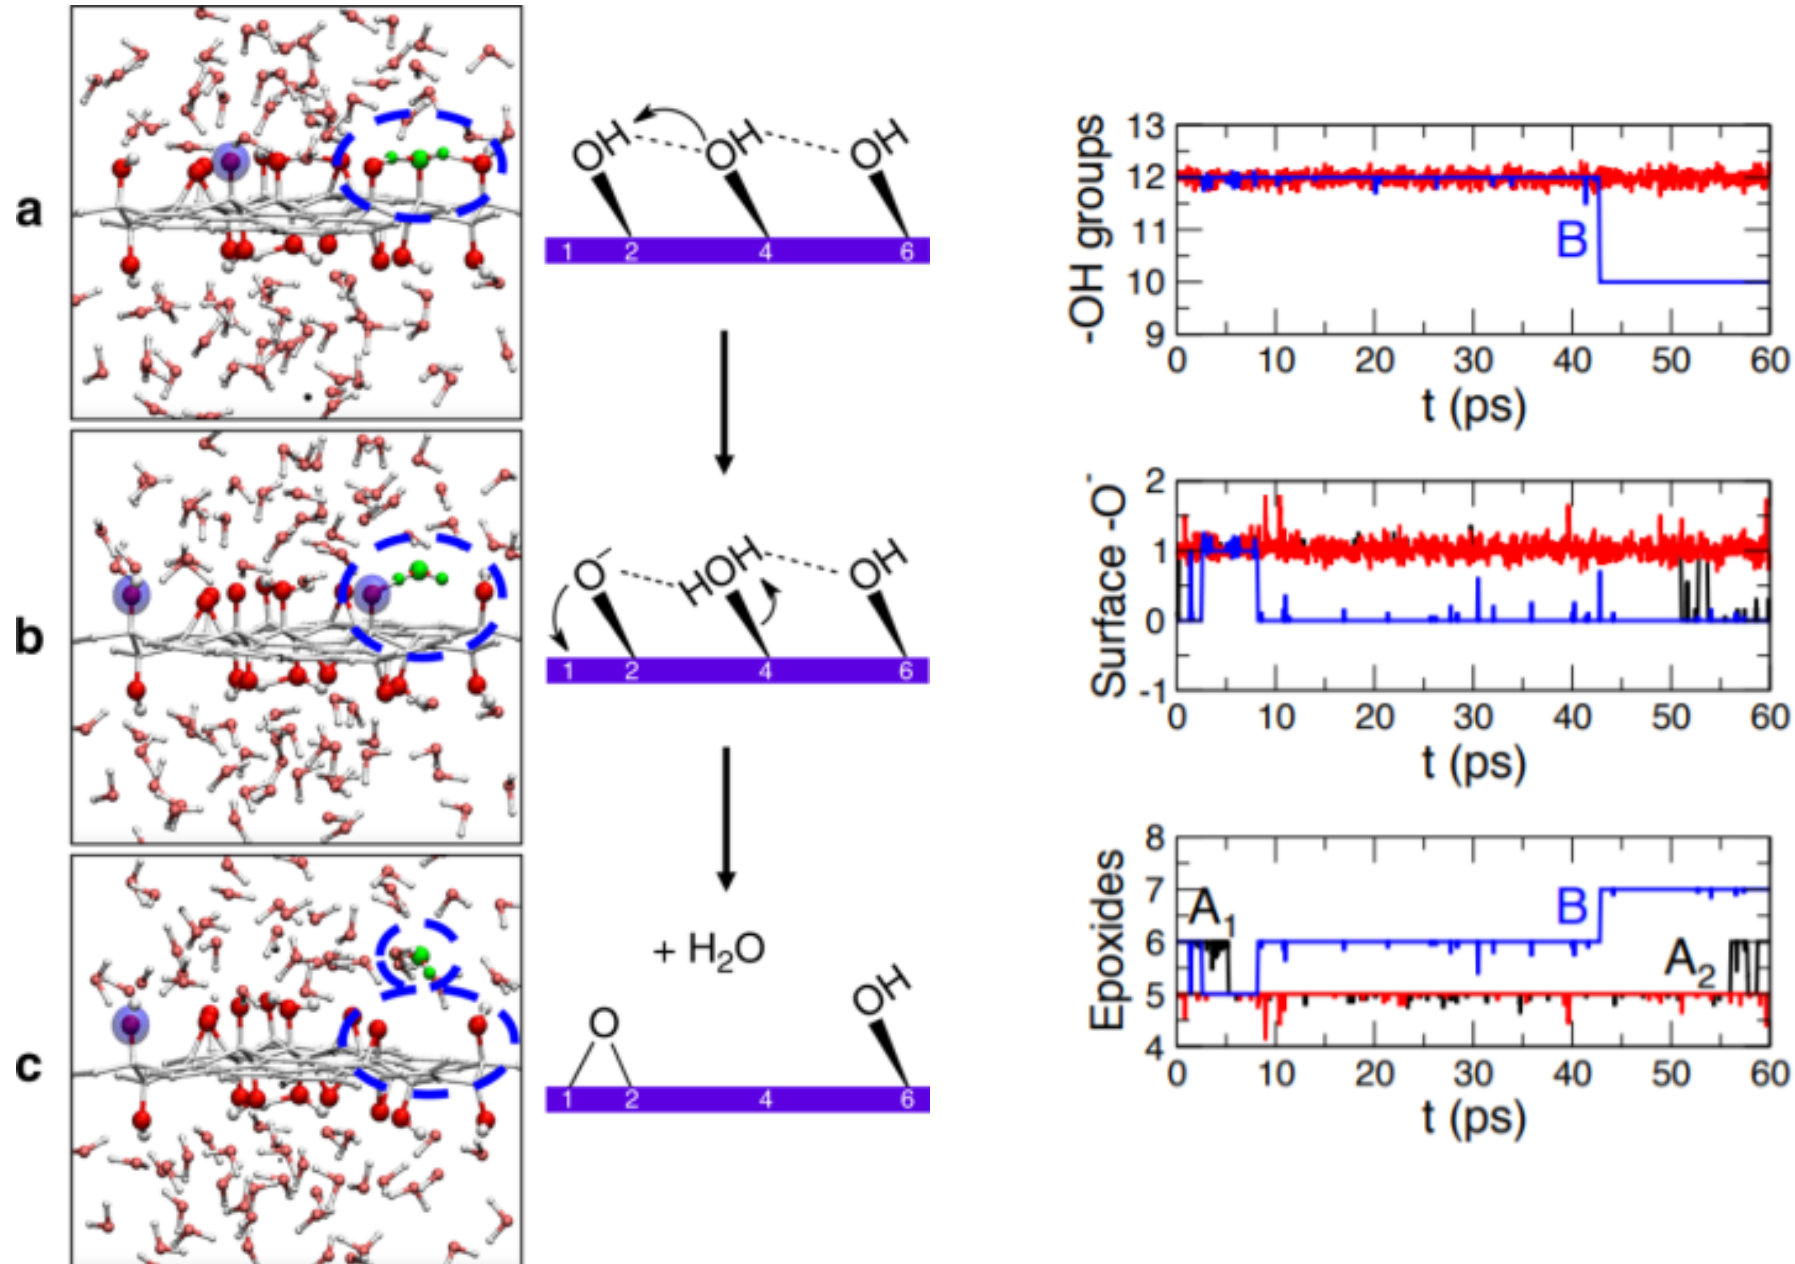 a
OH OH OH
1 2 4 6
b
O⁻ HOH OH
1 2 4 6
c
+ H₂O
O OH
1 2 4 6
-OH groups
13
12
11
10
9
B
0 10 20 30 40 50 60
t (ps)
Surface -O⁻
2
1
0
-1
0 10 20 30 40 50 60
t (ps)
Epoxides
8
7
6
5
4
A₁
B
A₂
0 10 20 30 40 50 60
t (ps)